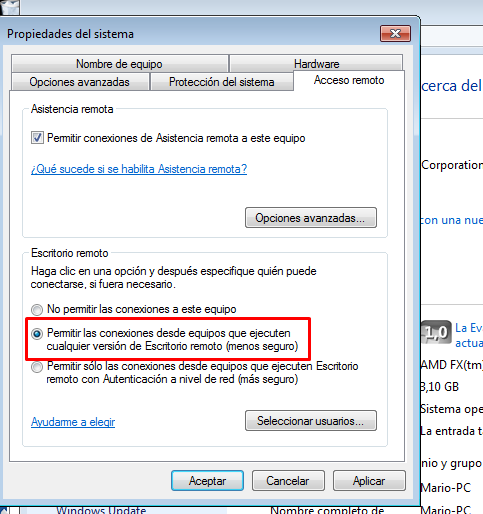 Propiedades del sistema
Nombre de equipo
Hardware
Opciones avanzadas
Protección del sistema
Acceso remoto
Asistencia remota
Permitir conexiones de Asistencia remota a este equipo
¿Qué sucede si se habilita Asistencia remota?
Opciones avanzadas...
Escritorio remoto
Haga clic en una opción y después especifique quién puede
conectarse, si fuera necesario.
No permitir las conexiones a este equipo
Permitir las conexiones desde equipos que ejecuten
cualquier versión de Escritorio remoto (menos seguro)
Permitir sólo las conexiones desde equipos que ejecuten Escritorio
remoto con Autenticación a nivel de red (más seguro)
Ayudarme a elegir
Seleccionar usuarios...
Aceptar
Cancelar
Aplicar
cerca del
Corporation
con una nue
1,0
La Ev
actua
AMD FX(tm)
3,10 GB
Sistema ope
La entrada t
nio y grupo
Mario-PC
Windows Update
Nombre completo de
Mario-PC